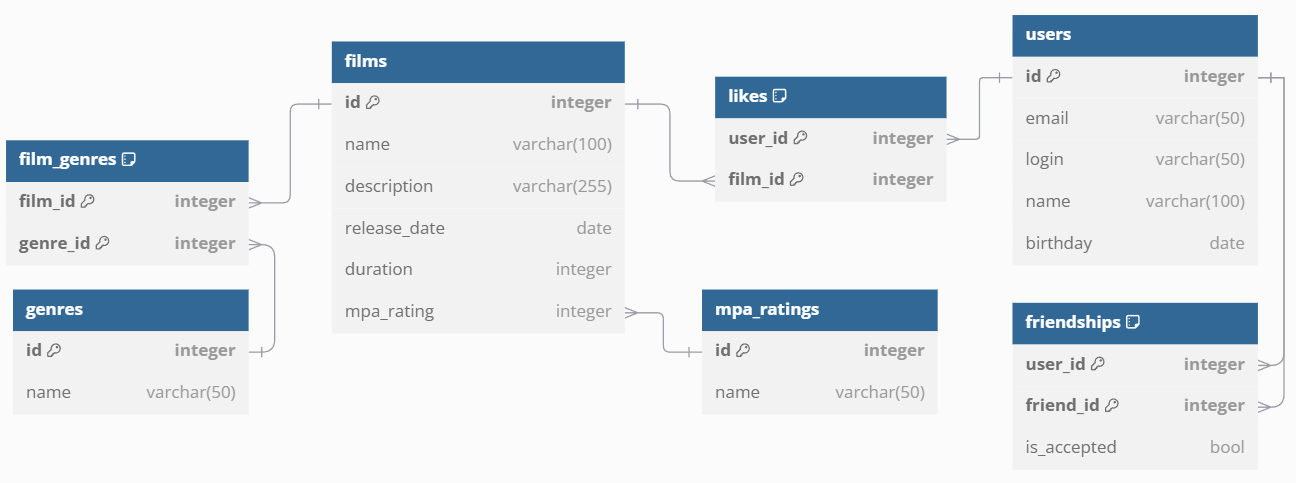 film_genres
film_id integer
genre_id integer
genres
id integer
name varchar(50)
films
id integer
name varchar(100)
description varchar(255)
release_date date
duration integer
mpa_rating integer
likes
user_id integer
film_id integer
mpa_ratings
id integer
name varchar(50)
users
id integer
email varchar(50)
login varchar(50)
name varchar(100)
birthday date
friendships
user_id integer
friend_id integer
is_accepted bool